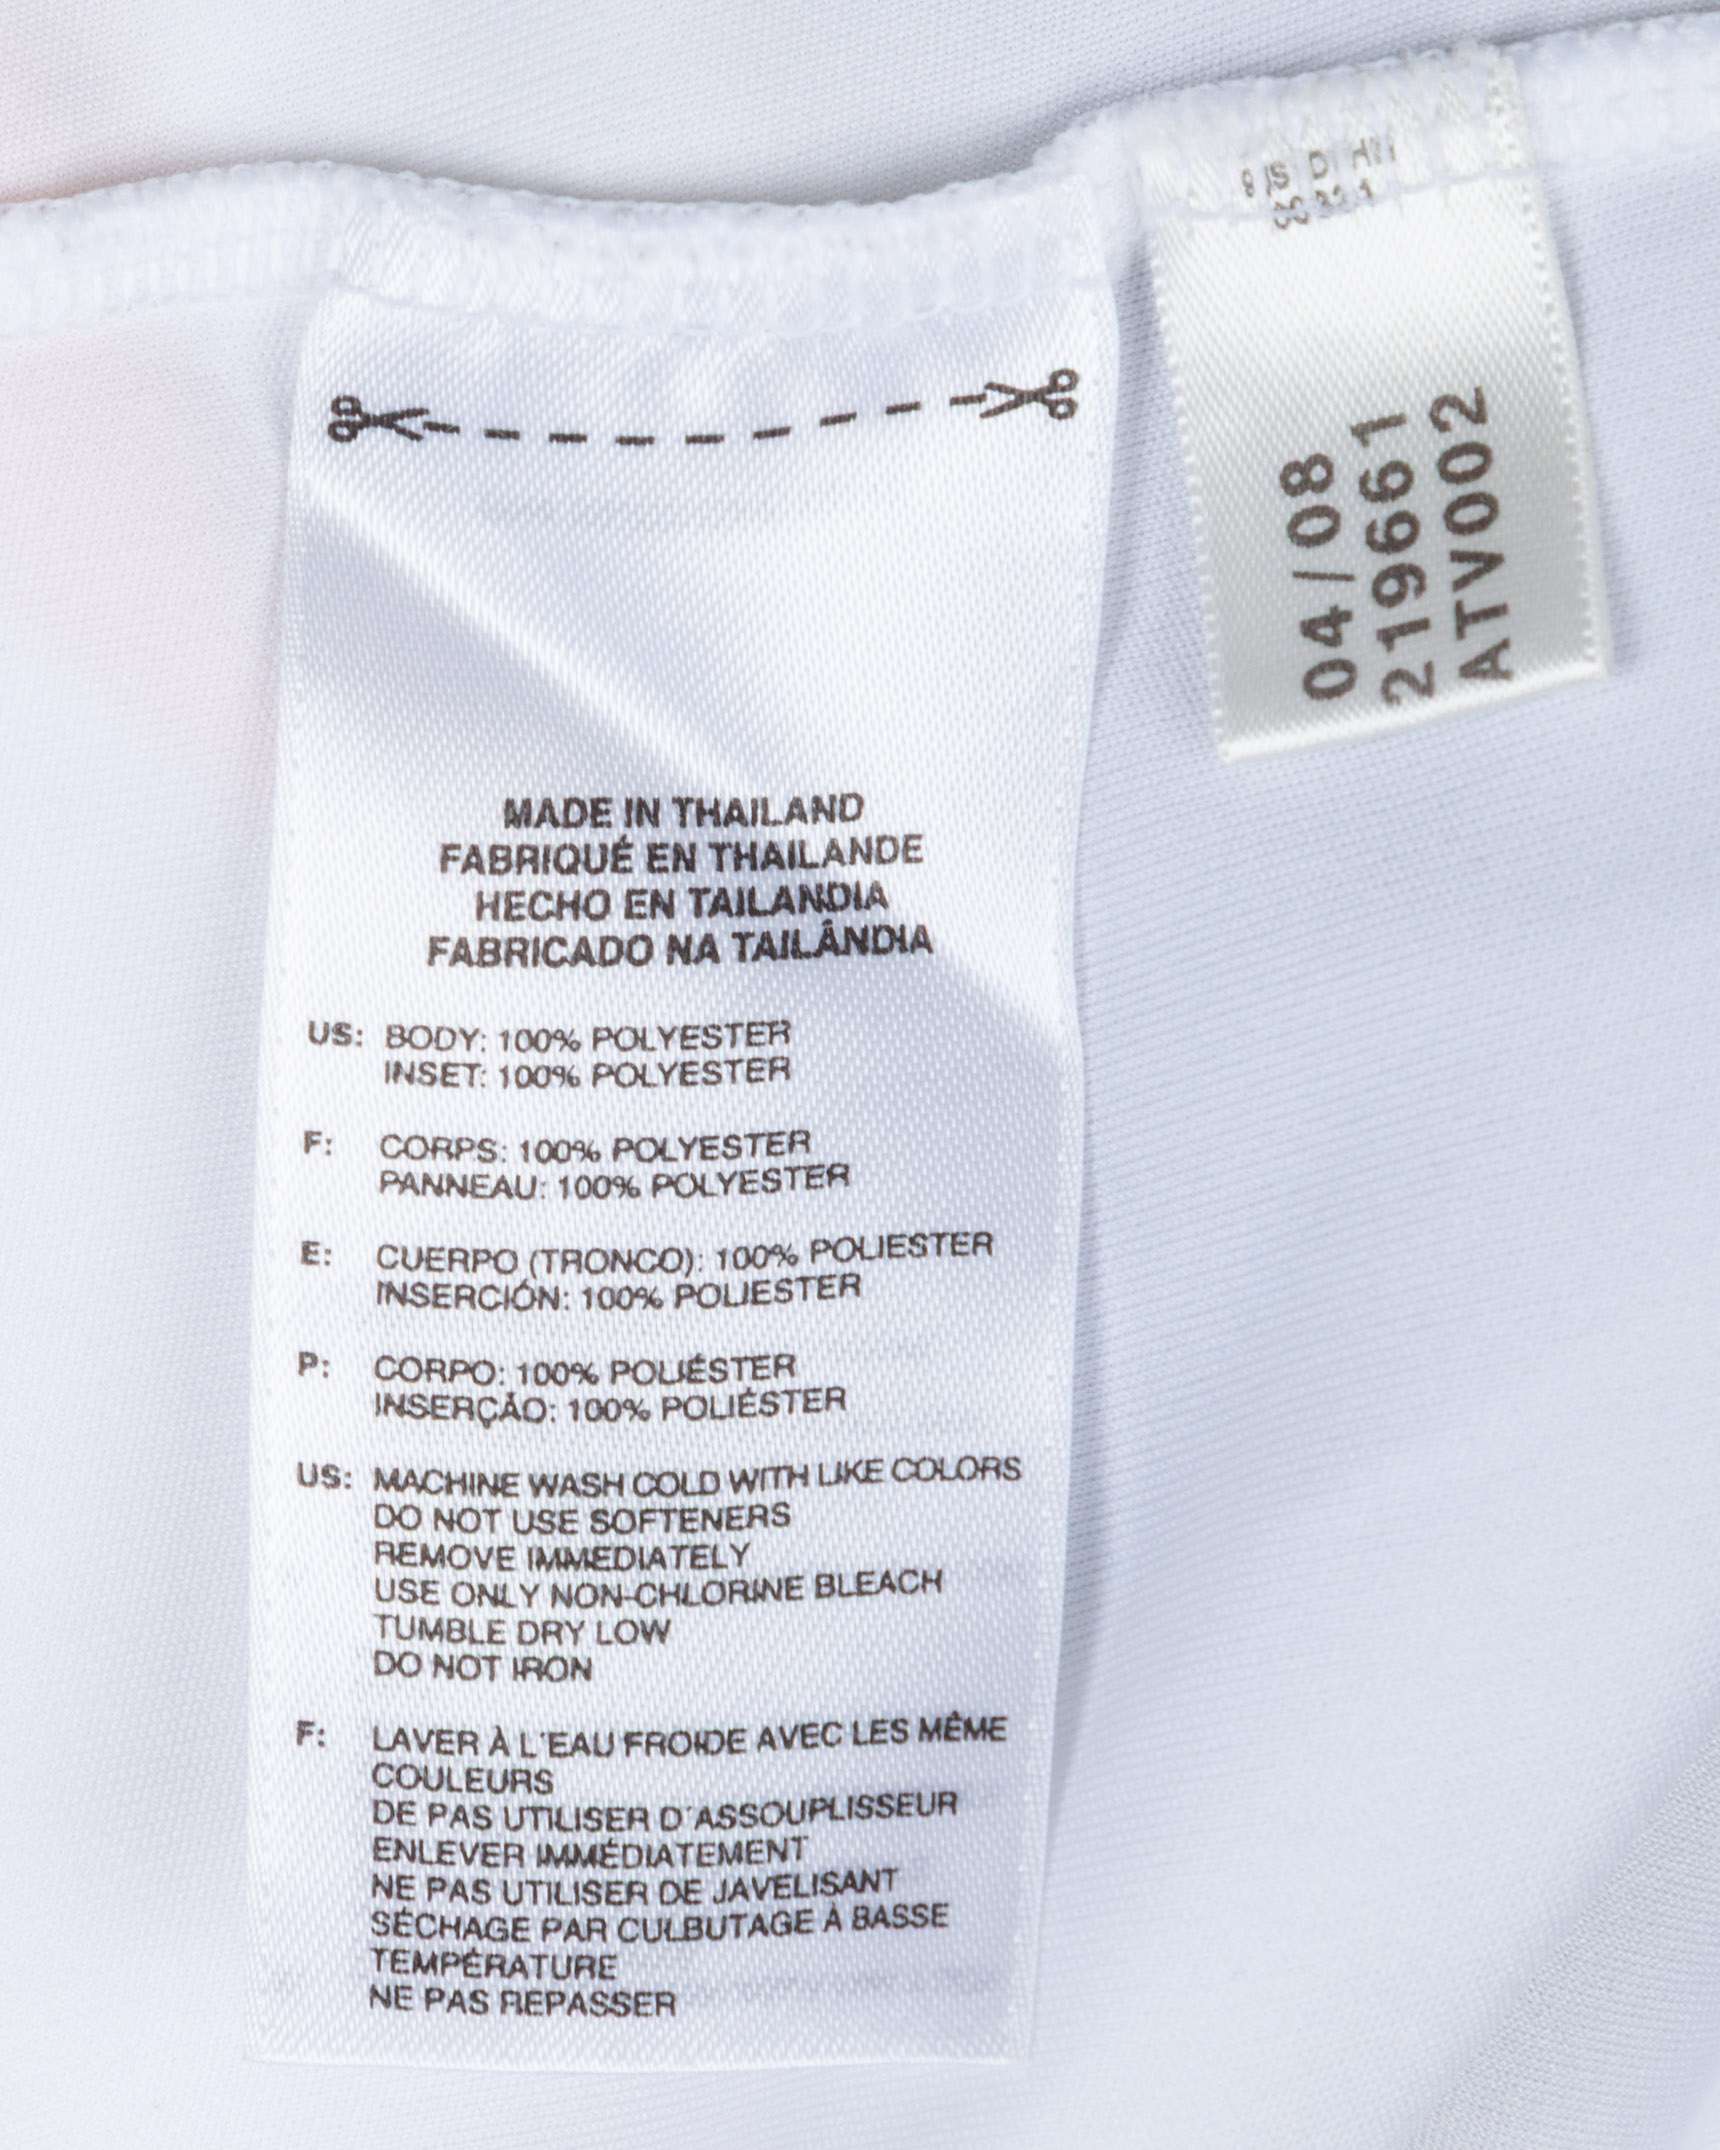 MADE IN THAILAND
FABRIQUÉ EN THAILANDE
HECHO EN TAILANDIA
FABRICADO NA TAILÂNDIA
US: BODY: 100% POLYESTER
INSET: 100% POLYESTER
F: CORPS: 100% POLYESTER
PANNEAU: 100% POLYESTER
E: CUERPO (TRONCO): 100% POLIESTER
INSERCIÓN: 100% POLIESTER
P: CORPO: 100% POLIÉSTER
INSERÇÃO: 100% POLIÉSTER
US: MACHINE WASH COLD WITH LIKE COLORS
DO NOT USE SOFTENERS
REMOVE IMMEDIATELY
USE ONLY NON-CHLORINE BLEACH
TUMBLE DRY LOW
DO NOT IRON
F: LAVER À L'EAU FROIDE AVEC LES MÊME
COULEURS
DE PAS UTILISER D'ASSOUPLISSEUR
ENLEVER IMMÉDIATEMENT
NE PAS UTILISER DE JAVELISANT
SÉCHAGE PAR CULBUTAGE À BASSE
TEMPÉRATURE
NE PAS REPASSER
04/08
219661
ATV002